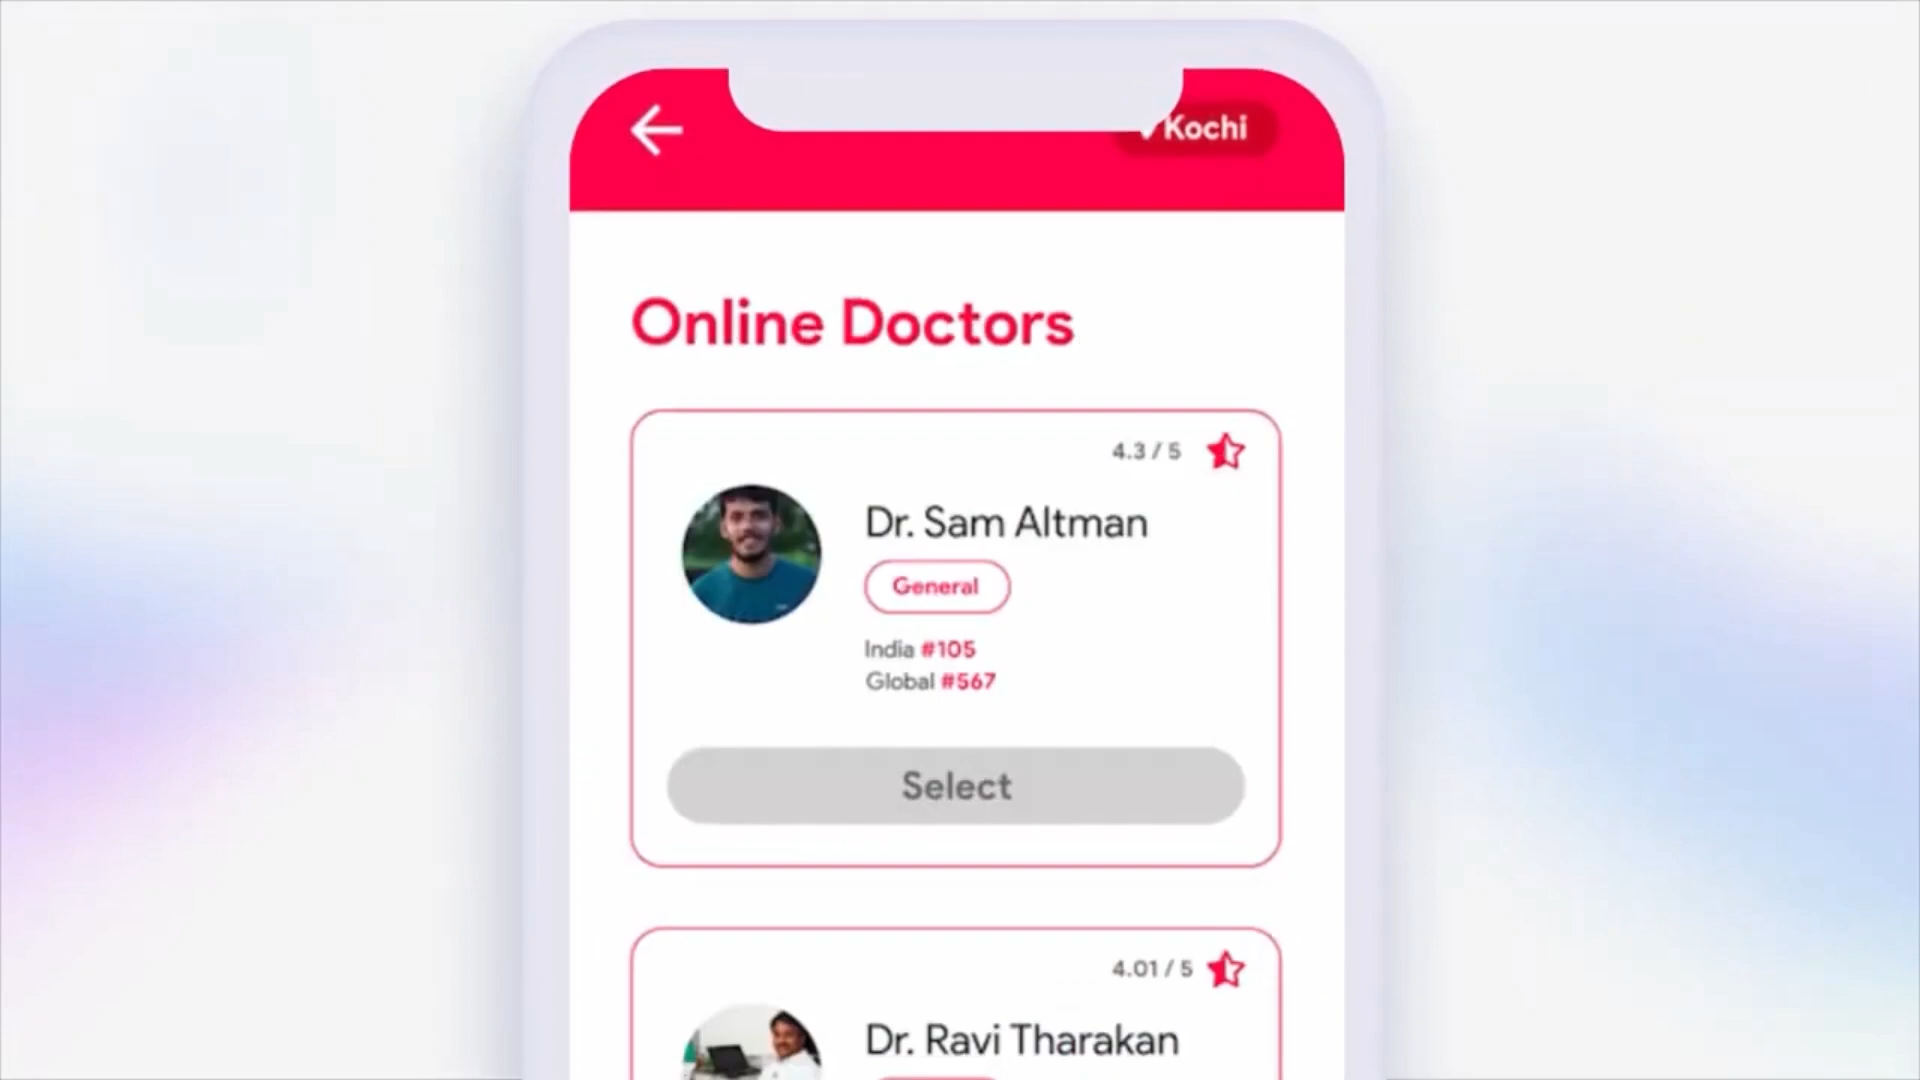 Kochi
Online Doctors
4.3 / 5
Dr. Sam Altman
General
India #105
Global #567
Select
4.01 / 5
Dr. Ravi Tharakan